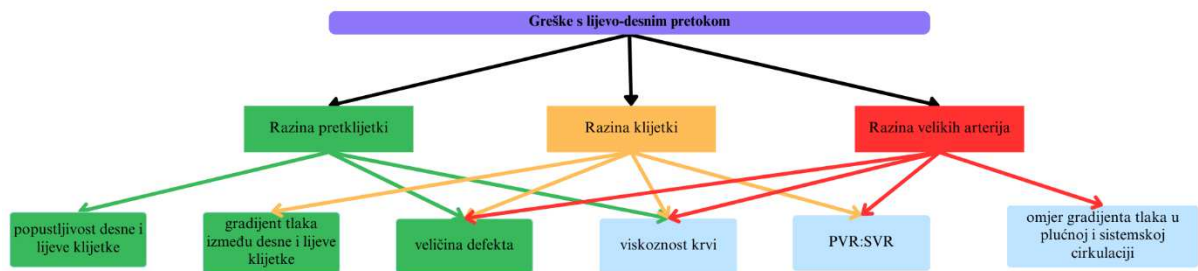 Greške s lijevo-desnim pretokom
Razina pretklijetki
Razina klijetki
Razina velikih arterija
popustljivost desne i
lijeve klijetke
gradijent tlaka
između desne i lijeve
klijetke
veličina defekta
viskoznost krvi
PVR:SVR
omjer gradijenta tlaka u
plućnoj i sistemskoj
cirkulaciji